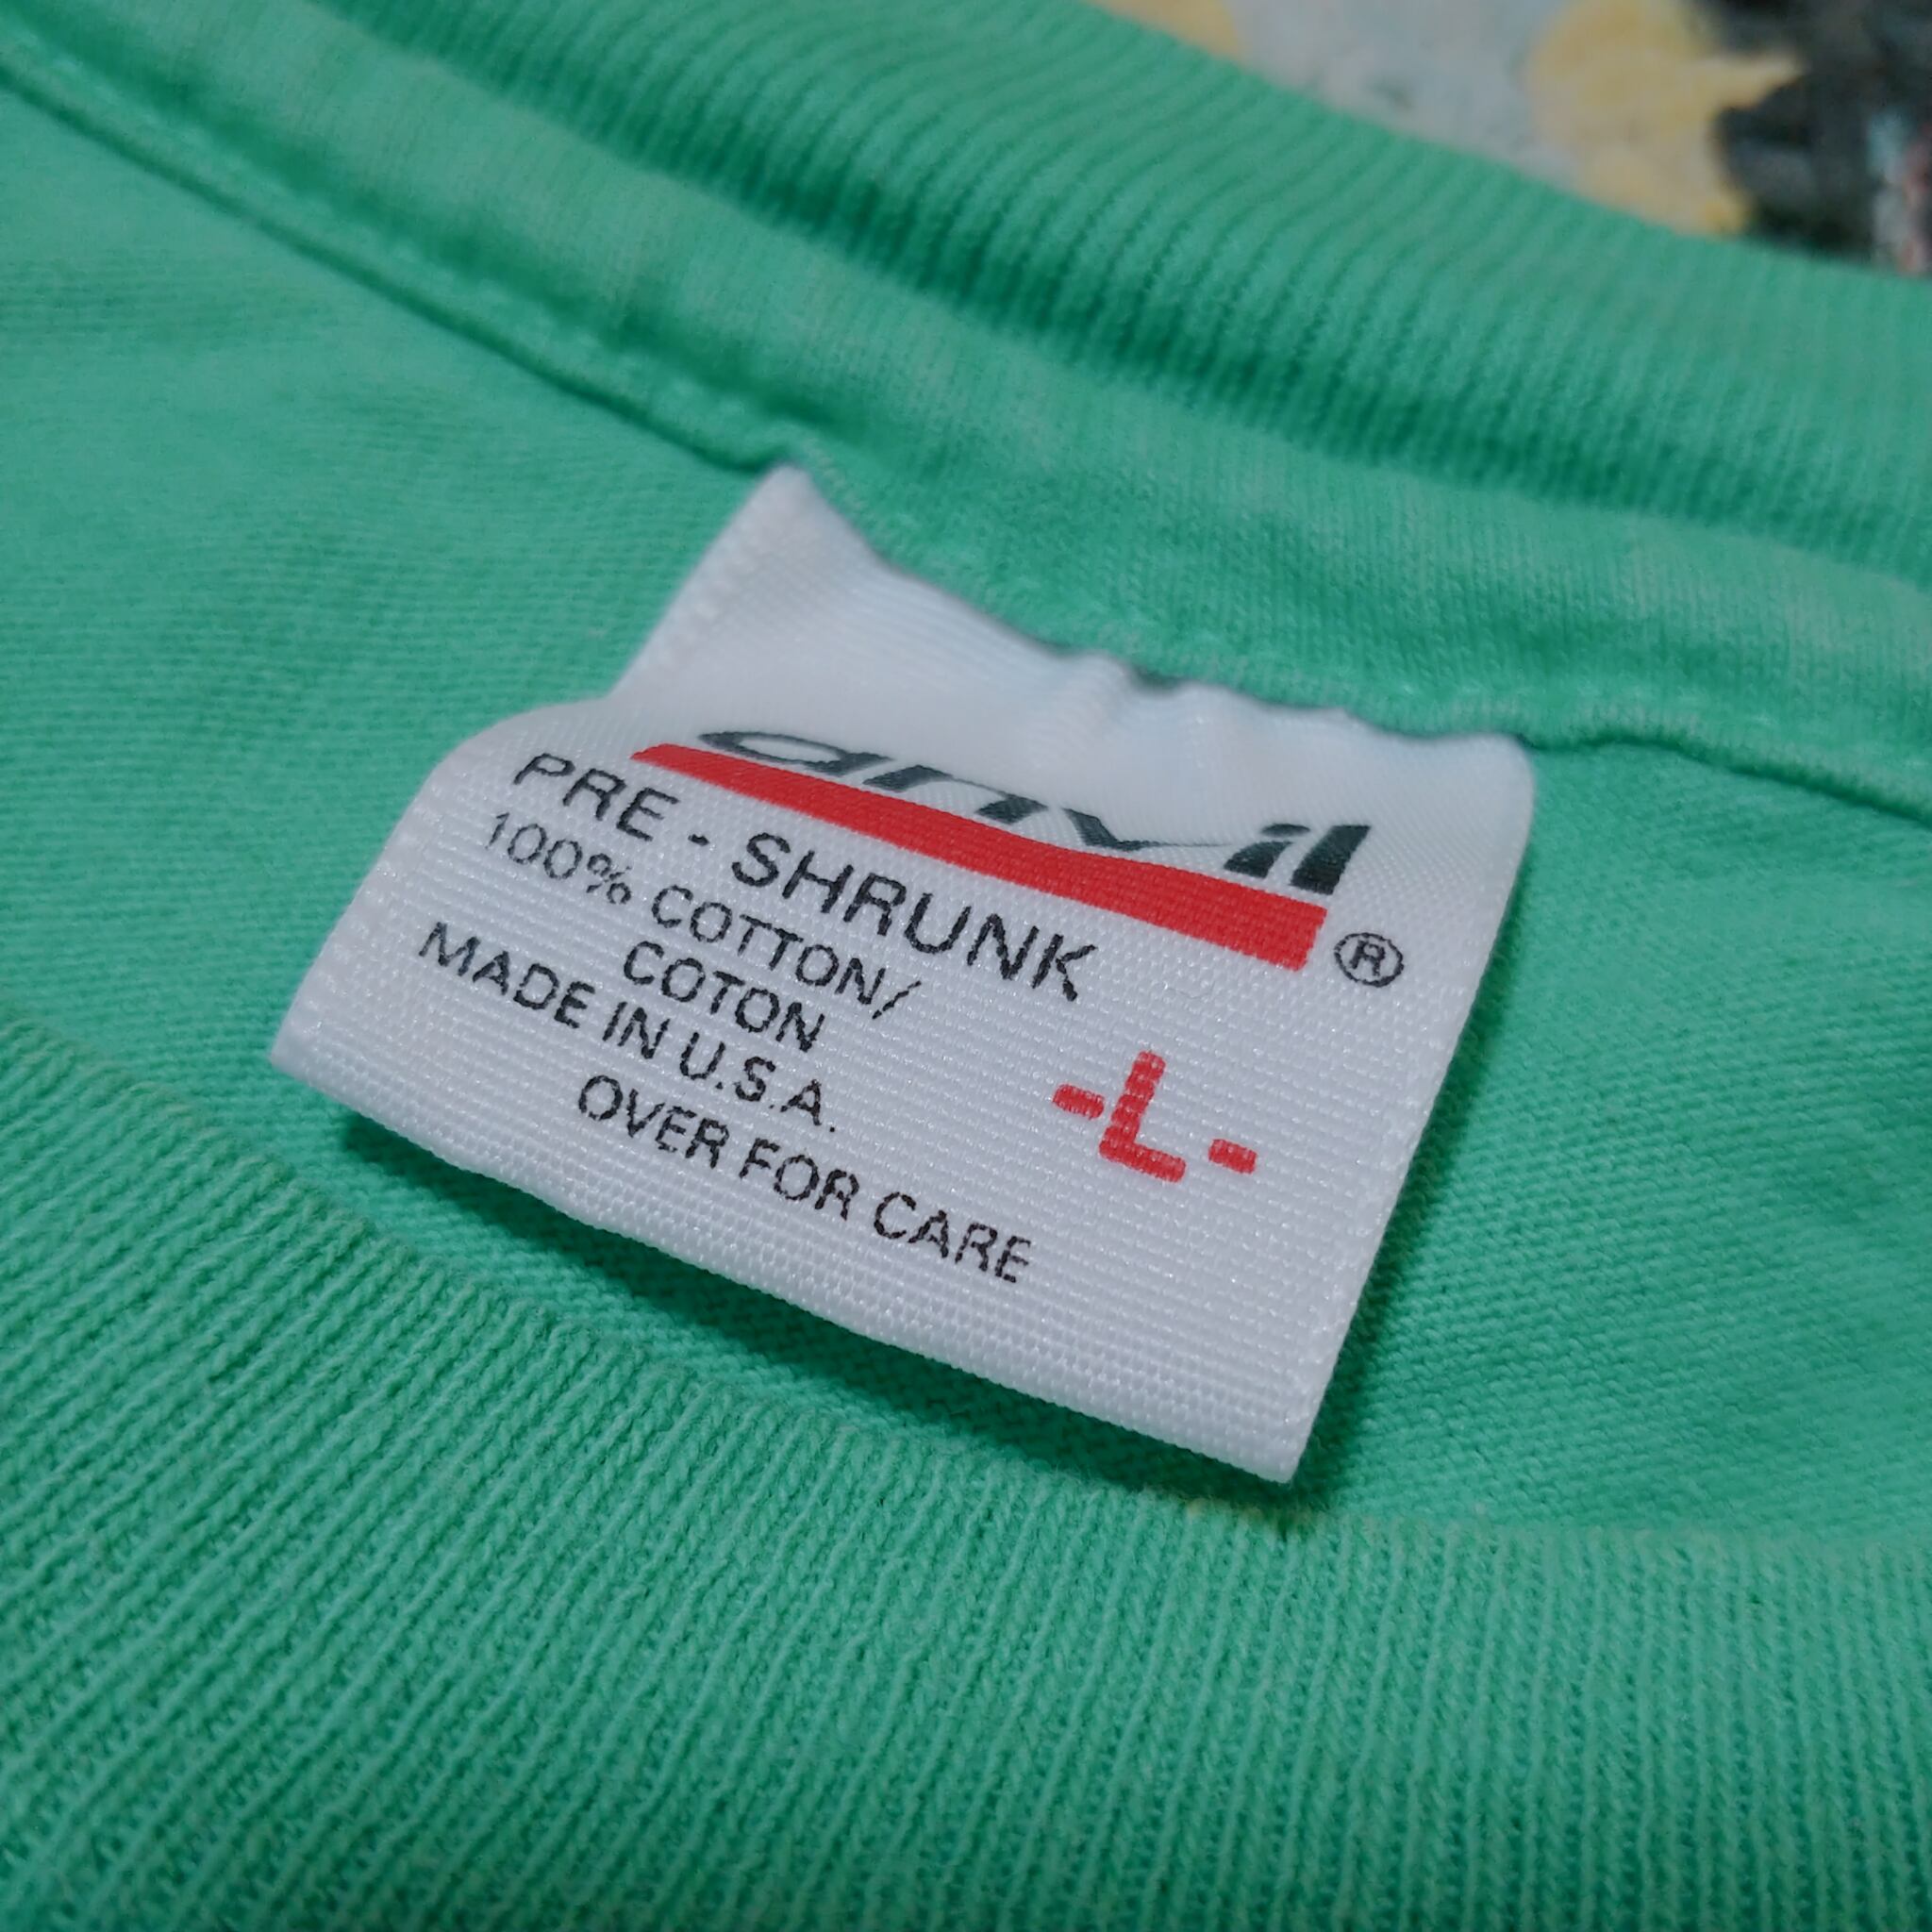 anvil
®
PRE - SHRUNK
100% COTTON/
COTON
MADE IN U.S.A.
-L-
OVER FOR CARE